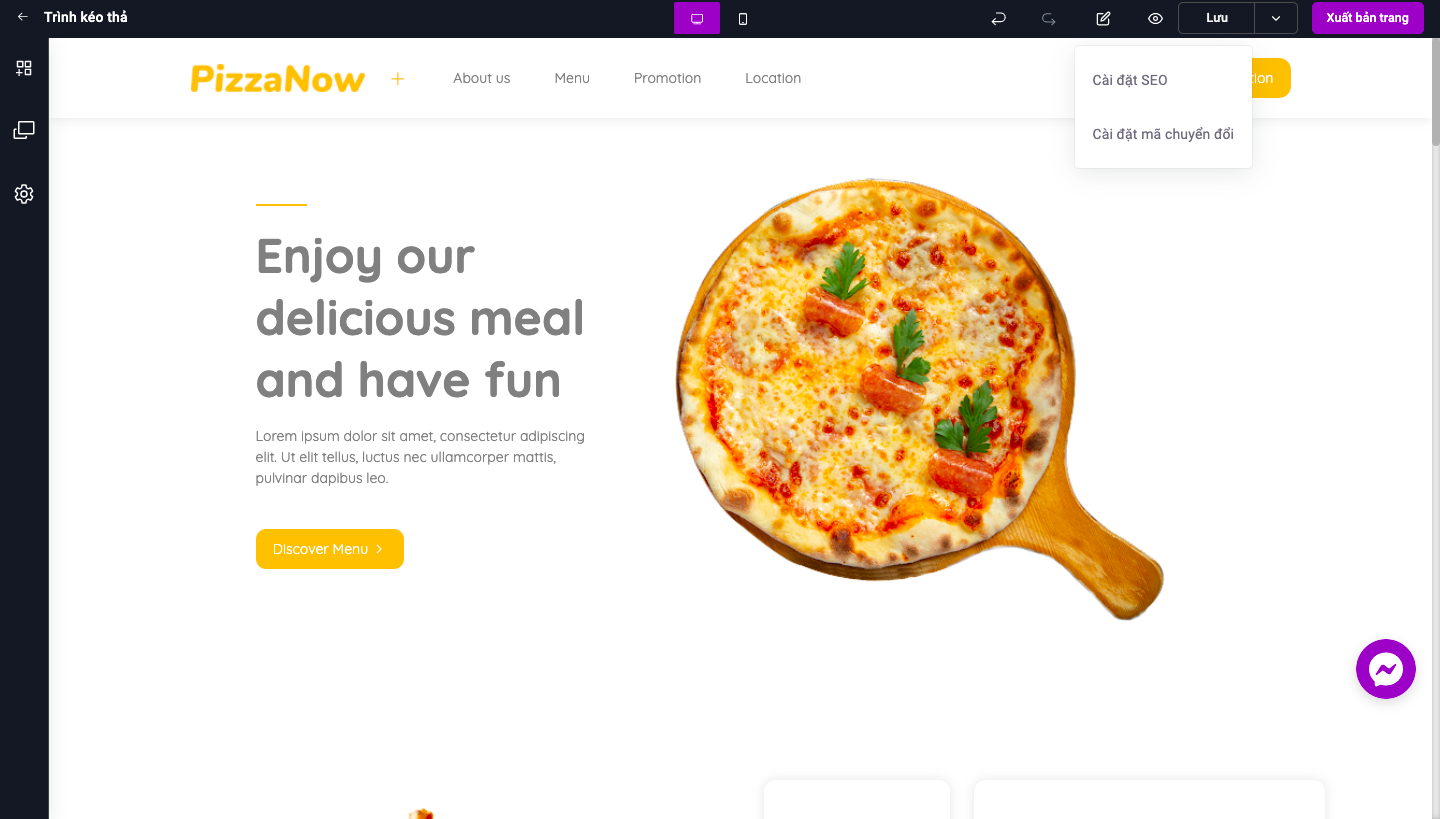 Trình kéo thả
Lưu
Xuất bản trang
PizzaNow
About us
Menu
Promotion
Location
Cài đặt SEO
Cài đặt mã chuyển đổi
Enjoy our
delicious meal
and have fun
Lorem ipsum dolor sit amet, consectetur adipiscing
elit. Ut elit tellus, luctus nec ullamcorper mattis,
pulvinar dapibus leo.
Discover Menu